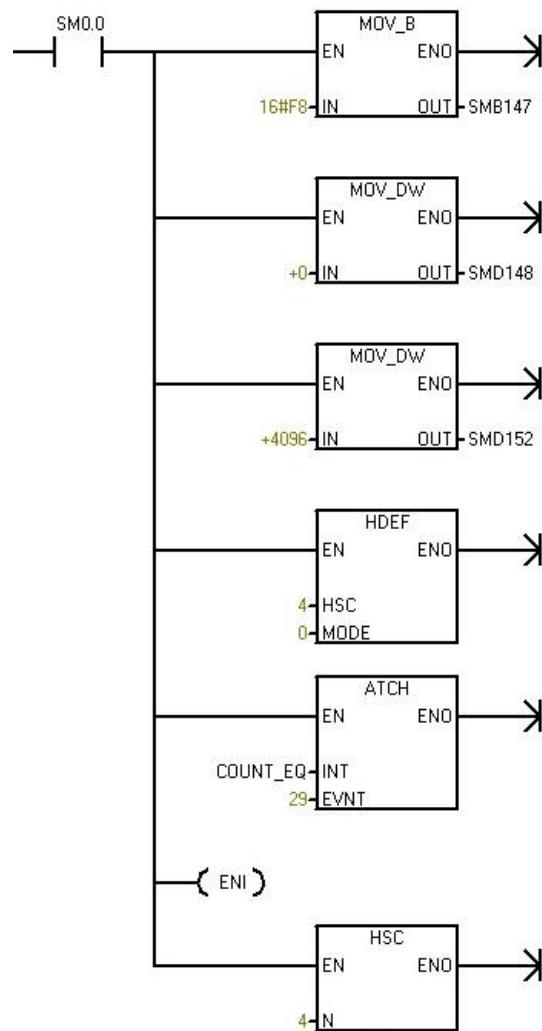 SM0.0
MOV_B
EN ENO
16#F8 IN OUT SMB147
MOV_DW
EN ENO
+0 IN OUT SMD148
MOV_DW
EN ENO
+4096 IN OUT SMD152
HDEF
EN ENO
4 HSC
0 MODE
ATCH
EN ENO
COUNT_EQ INT
29 EVNT
ENI
HSC
EN ENO
4 N